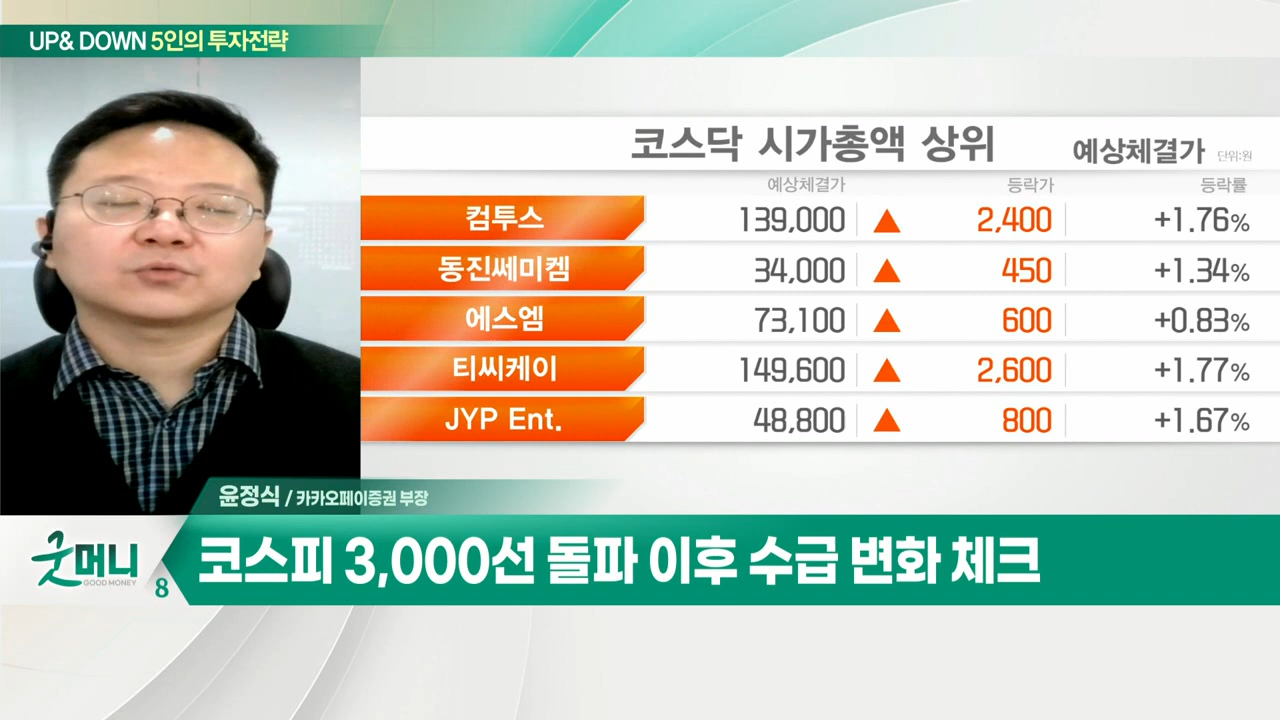 UP& DOWN 5인의 투자전략
코스닥 시가총액 상위 예상체결가 단위:원
예상체결가 등락가 등락률
컴투스 139,000 ▲ 2,400 +1.76%
동진쎄미켐 34,000 ▲ 450 +1.34%
에스엠 73,100 ▲ 600 +0.83%
티씨케이 149,600 ▲ 2,600 +1.77%
JYP Ent. 48,800 ▲ 800 +1.67%
윤정식 / 카카오페이증권 부장
굿머니
GOOD MONEY
8
코스피 3,000선 돌파 이후 수급 변화 체크